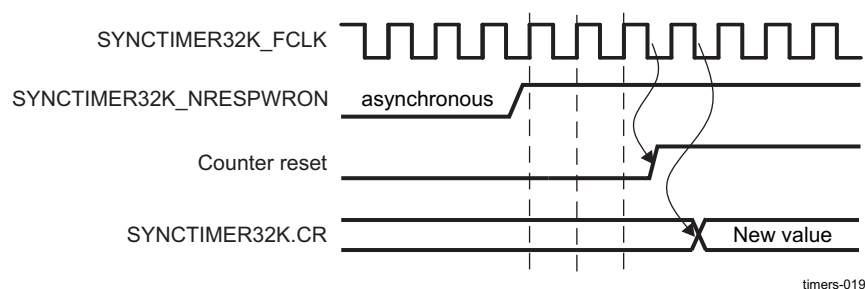 SYNCTIMER32K_FCLK
SYNCTIMER32K_NRESPWRON
asynchronous
Counter reset
SYNCTIMER32K.CR
New value
timers-019